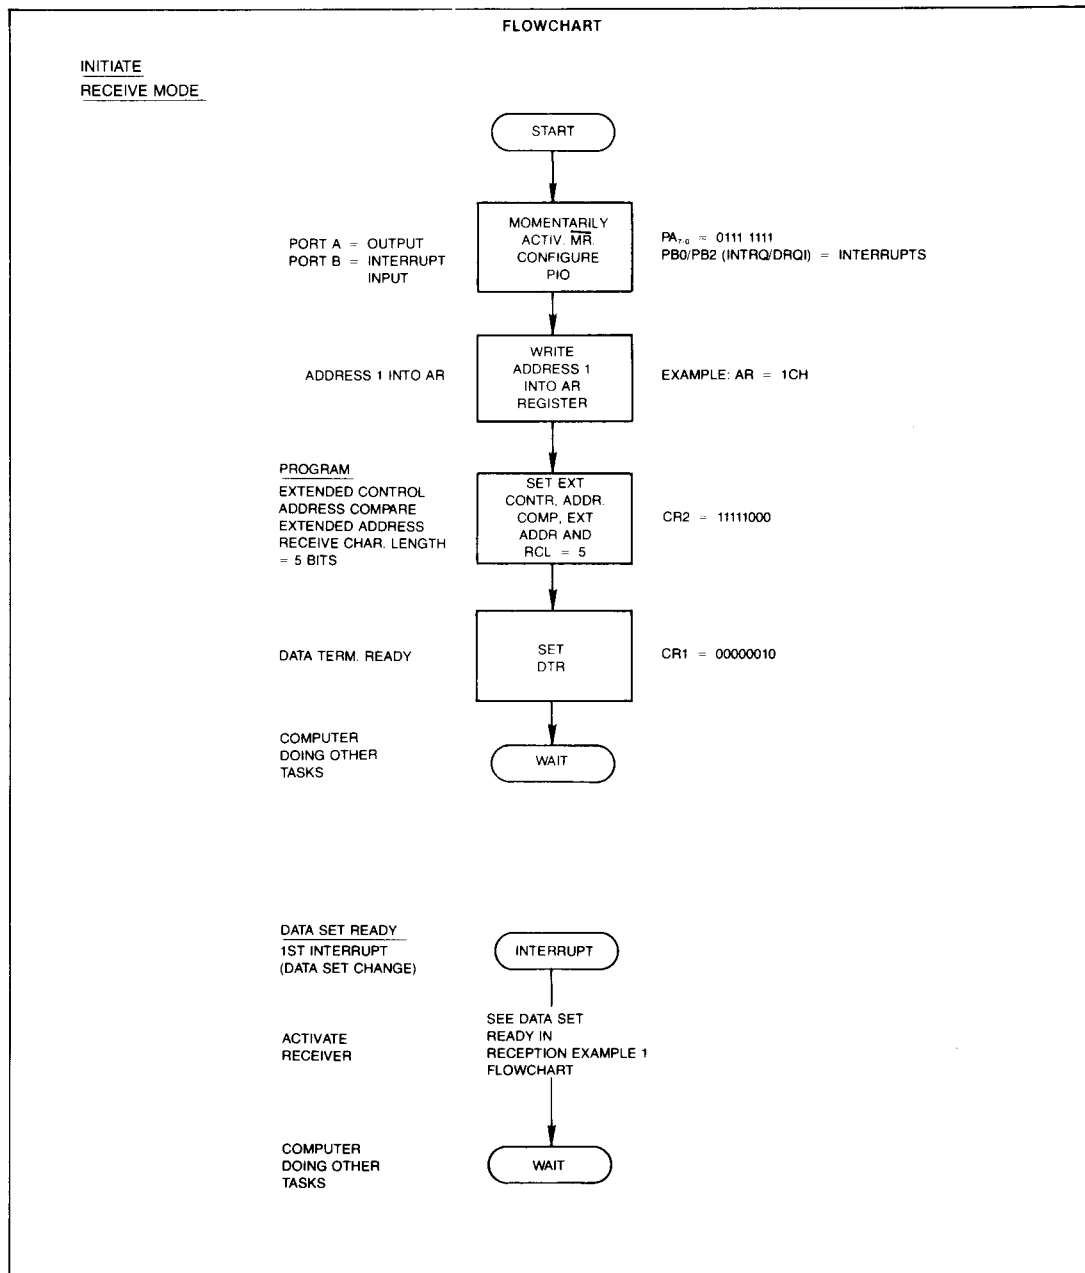 FLOWCHART
INITIATE
RECEIVE MODE
START
PORT A = OUTPUT
PORT B = INTERRUPT
INPUT
MOMENTARILY
ACTIV. MR.
CONFIGURE
PIO
PA7-0 = 0111 1111
PB0/PB2 (INTRQ/DRQI) = INTERRUPTS
ADDRESS 1 INTO AR
WRITE
ADDRESS 1
INTO AR
REGISTER
EXAMPLE: AR = 1CH
PROGRAM
EXTENDED CONTROL
ADDRESS COMPARE
EXTENDED ADDRESS
RECEIVE CHAR. LENGTH
= 5 BITS
SET EXT
CONTR, ADDR.
COMP, EXT
ADDR AND
RCL = 5
CR2 = 11111000
DATA TERM. READY
SET
DTR
CR1 = 00000010
COMPUTER
DOING OTHER
TASKS
WAIT
DATA SET READY
1ST INTERRUPT
(DATA SET CHANGE)
INTERRUPT
ACTIVATE
RECEIVER
SEE DATA SET
READY IN
RECEPTION EXAMPLE 1
FLOWCHART
COMPUTER
DOING OTHER
TASKS
WAIT